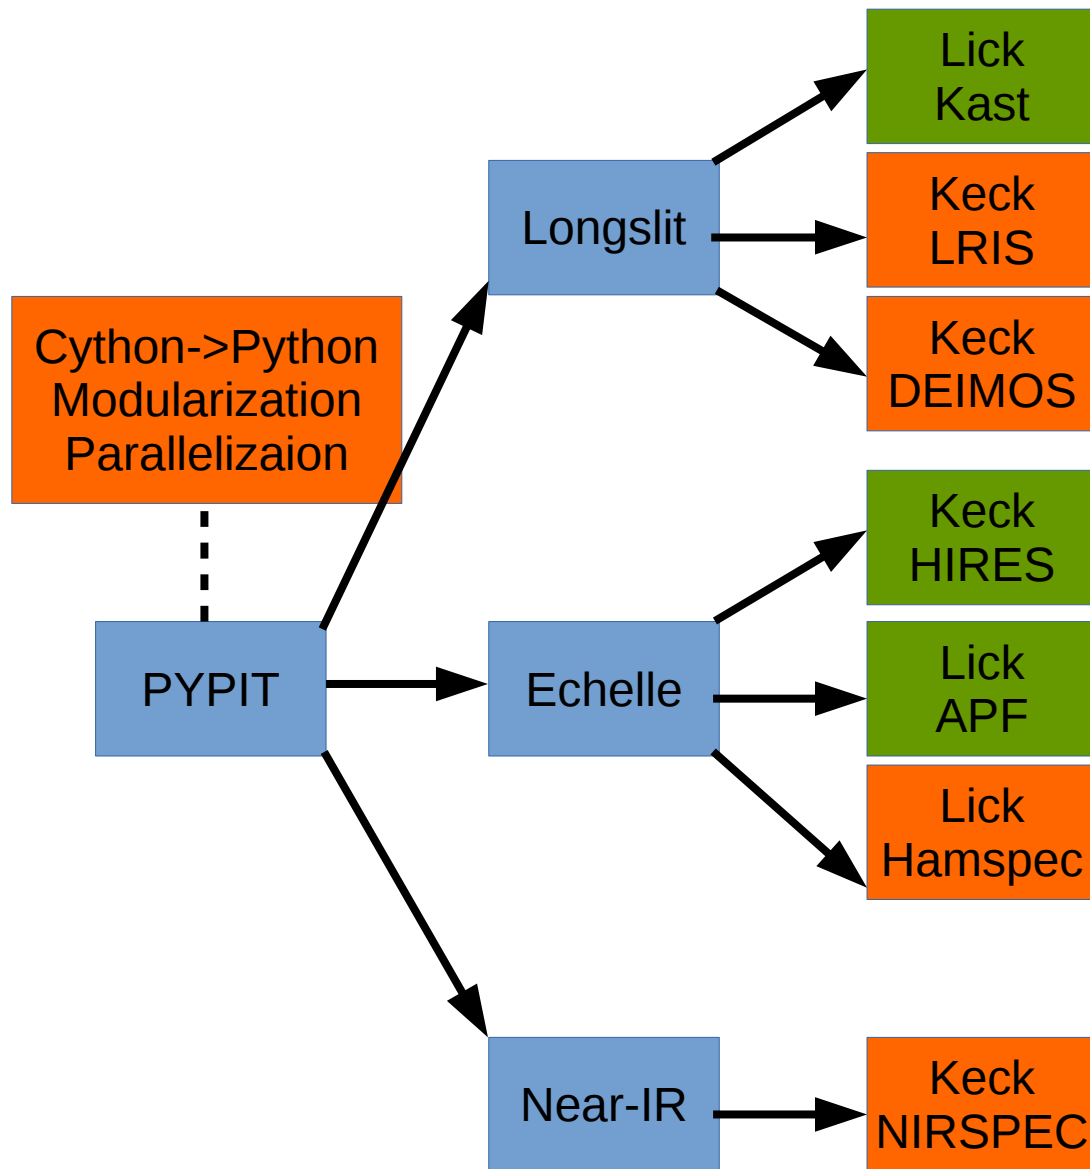 Lick
Kast
Keck
LRIS
Keck
DEIMOS
Longslit
Cython->Python
Modularization
Parallelizaion
PYPIT
Echelle
Keck
HIRES
Lick
APF
Lick
Hamspec
Near-IR
Keck
NIRSPEC